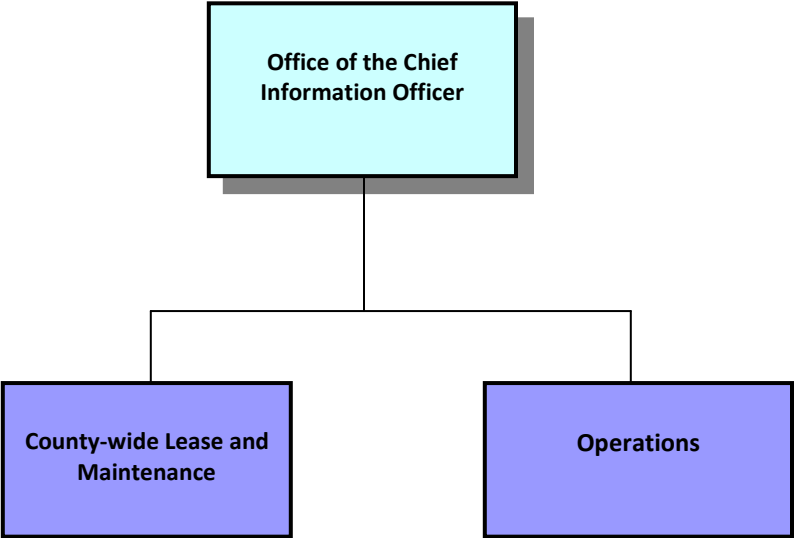 Office of the Chief
Information Officer
County-wide Lease and
Maintenance
Operations